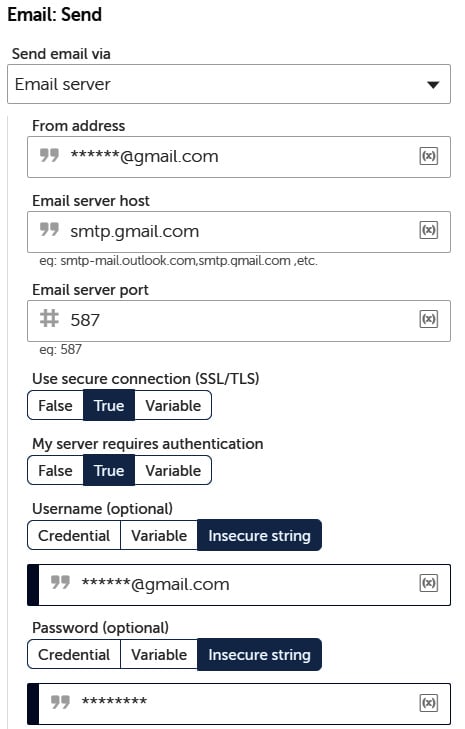 Email: Send
Send email via
Email server
From address
******@gmail.com
(x)
Email server host
smtp.gmail.com
(x)
eg: smtp-mail.outlook.com,smtp.gmail.com ,etc.
Email server port
587
(x)
eg: 587
Use secure connection (SSL/TLS)
False True Variable
My server requires authentication
False True Variable
Username (optional)
Credential Variable Insecure string
******@gmail.com
(x)
Password (optional)
Credential Variable Insecure string
********
(x)